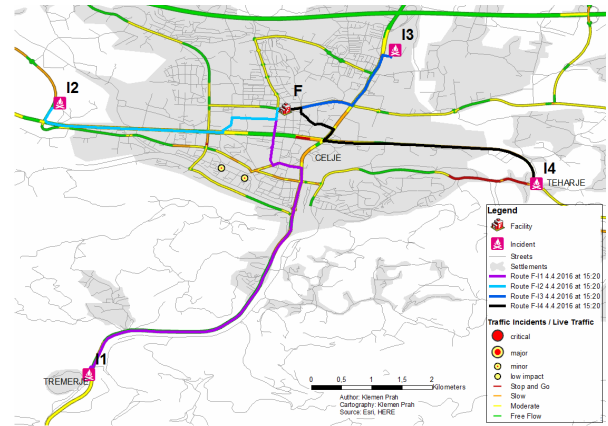 I3
I2
F
CELJE
I4
TEHARJE
I1
TREMERJE
0 0,5 1 1,5 2
Kilometers
Author: Klemen Prah
Cartography: Klemen Prah
Source: Esri, HERE
Legend
Facility
Incident
Streets
Settlements
Route F-I1 4.4.2016 at 15:20
Route F-I2 4.4.2016 at 15:20
Route F-I3 4.4.2016 at 15:20
Route F-I4 4.4.2016 at 15:20
Traffic Incidents / Live Traffic
critical
major
minor
low impact
Stop and Go
Slow
Moderate
Free Flow